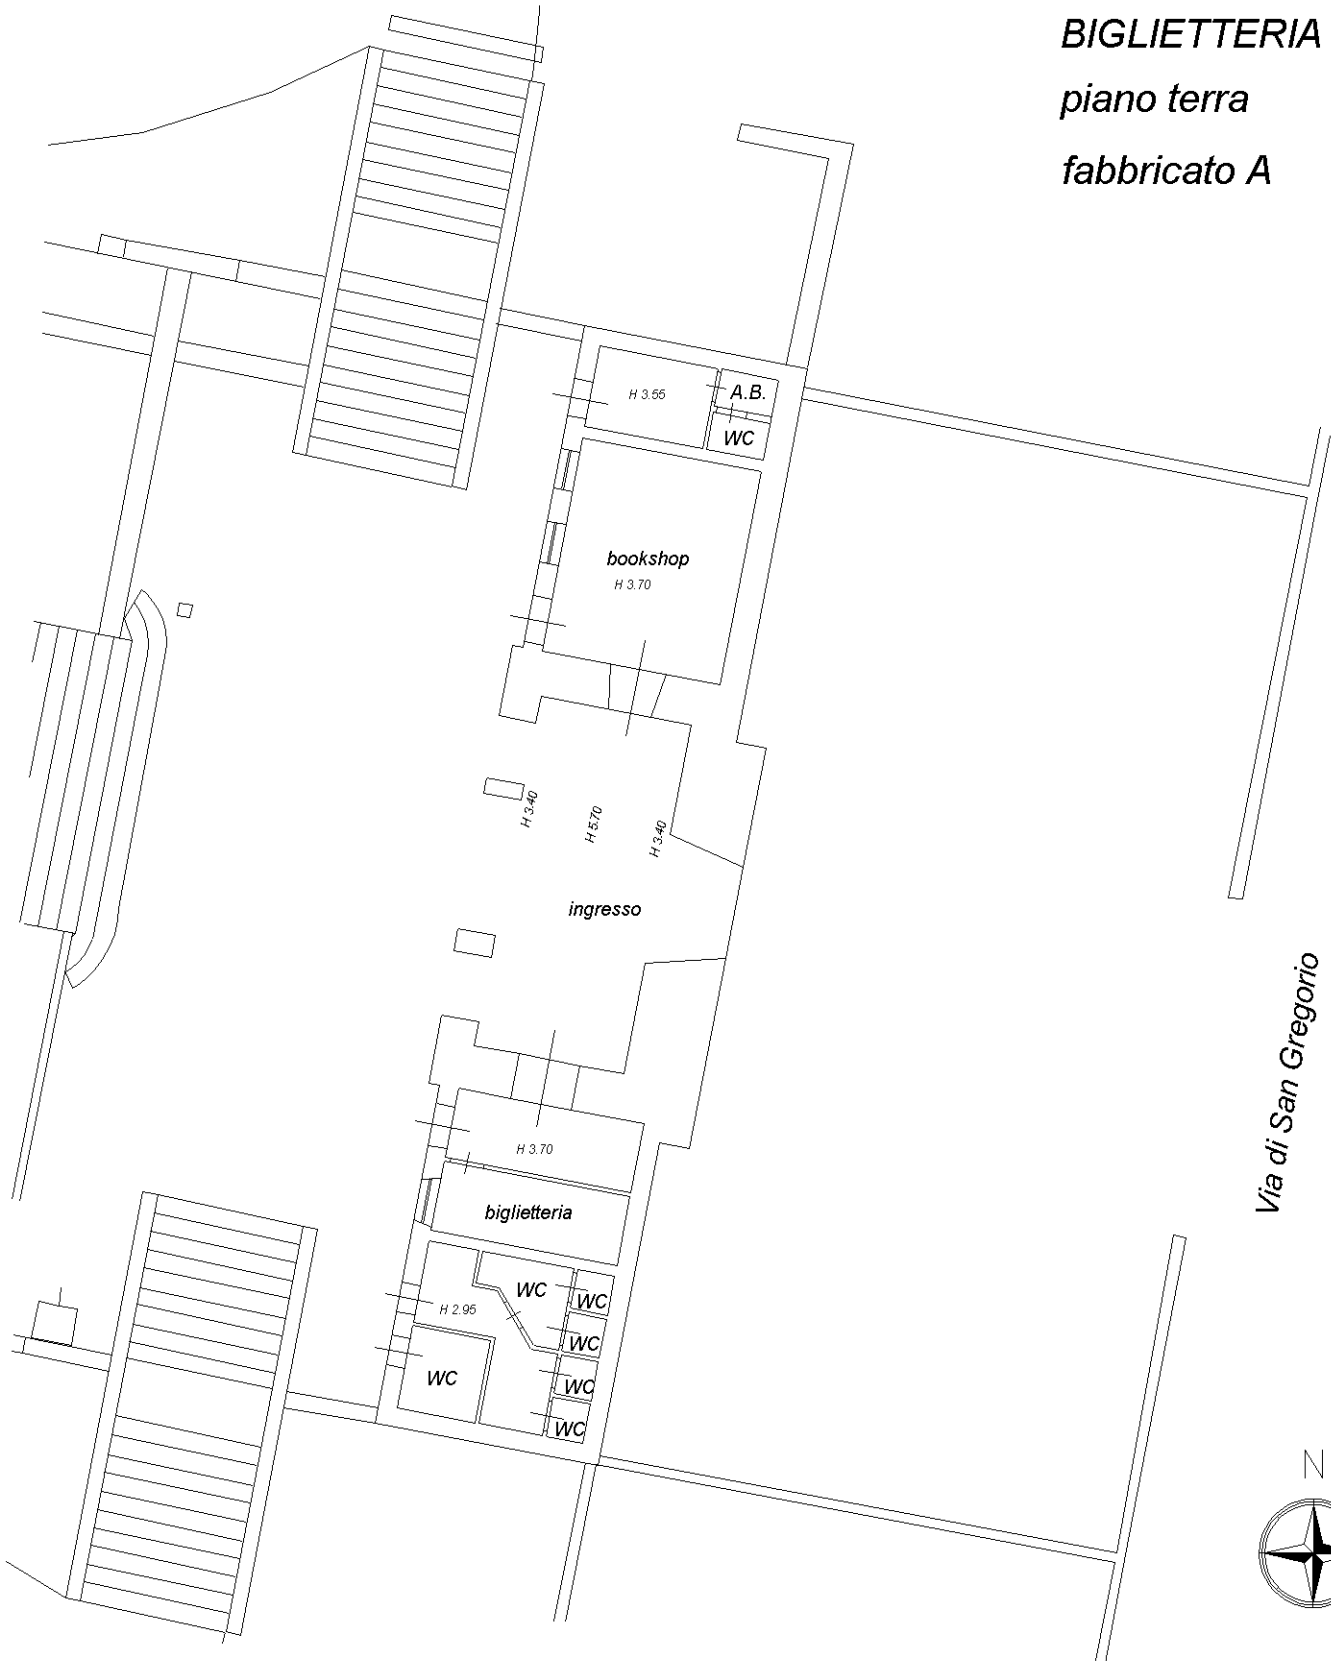 BIGLIETTERIA
piano terra
fabbricato A
H 3.55
A.B.
WC
bookshop
H 3.70
H 3.40
H 5.70
H 3.40
ingresso
Via di San Gregorio
H 3.70
biglietteria
WC
WC
H 2.95
WC
WC
WC
WC
N